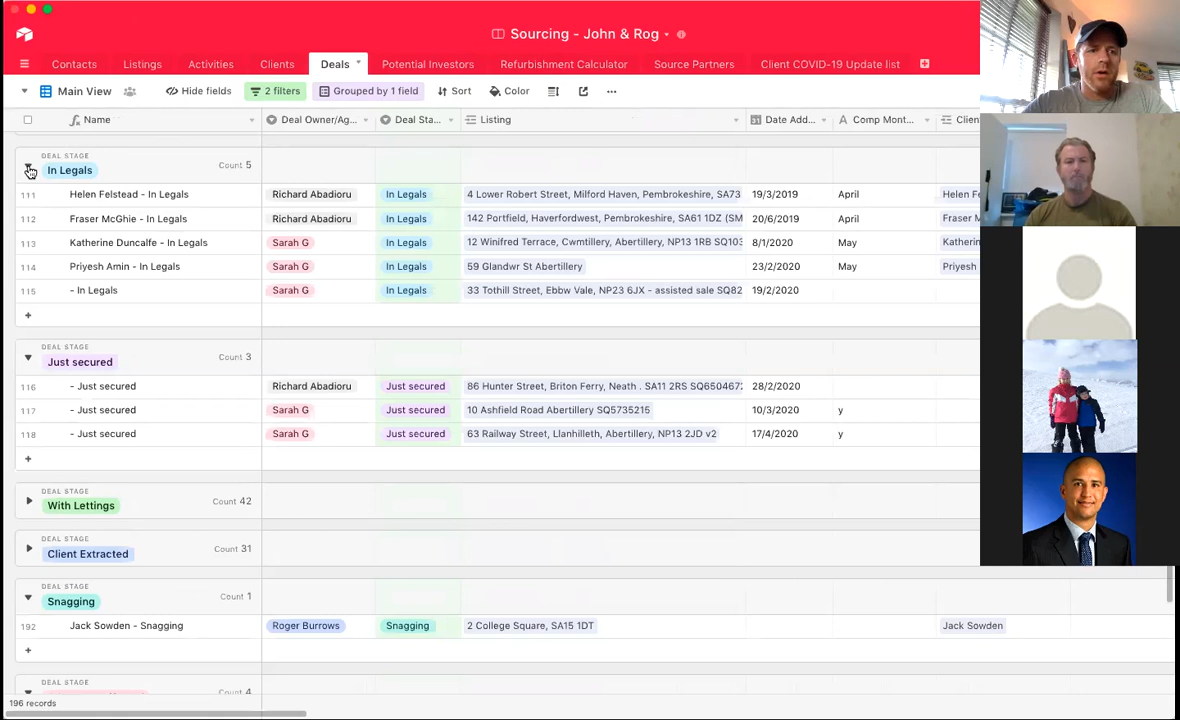 Sourcing - John & Rog
Contacts Listings Activities Clients Deals Potential Investors Refurbishment Calculator Source Partners Client COVID-19 Update list
Main View Hide fields 2 filters Grouped by 1 field Sort Color
Name Deal Owner/Ag... Deal Sta... Listing Date Add... Comp Mont... Clien
DEAL STAGE
In Legals Count 5
111 Helen Felstead - In Legals Richard Abadioru In Legals 4 Lower Robert Street, Milford Haven, Pembrokeshire, SA73 19/3/2019 April Helen Fe
112 Fraser McGhie - In Legals Richard Abadioru In Legals 142 Portfield, Haverfordwest, Pembrokeshire, SA61 1DZ (SM 20/6/2019 April Fraser M
113 Katherine Duncalfe - In Legals Sarah G In Legals 12 Winifred Terrace, Cwmtillery, Abertillery, NP13 1RB SQ103 8/1/2020 May Katherin
114 Priyesh Amin - In Legals Sarah G In Legals 59 Glandwr St Abertillery 23/2/2020 May Priyesh
115 - In Legals Sarah G In Legals 33 Tothill Street, Ebbw Vale, NP23 6JX - assisted sale SQ82 19/2/2020
+
DEAL STAGE
Just secured Count 3
116 - Just secured Richard Abadioru Just secured 86 Hunter Street, Briton Ferry, Neath . SA11 2RS SQ650467 28/2/2020
117 - Just secured Sarah G Just secured 10 Ashfield Road Abertillery SQ5735215 10/3/2020 y
118 - Just secured Sarah G Just secured 63 Railway Street, Llanhilleth, Abertillery, NP13 2JD v2 17/4/2020 y
+
DEAL STAGE
With Lettings Count 42
DEAL STAGE
Client Extracted Count 31
DEAL STAGE
Snagging Count 1
192 Jack Sowden - Snagging Roger Burrows Snagging 2 College Square, SA15 1DT Jack Sowden
+
DEAL STAGE
Count 4
196 records